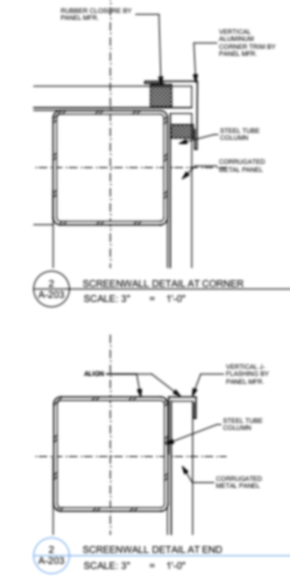 RUBBER CLOSURE BY
PANEL MFR.
VERTICAL
ALUMINUM
CORNER TRIM BY
PANEL MFR.
STEEL TUBE
COLUMN
CORRUGATED
METAL PANEL
2
A-203
SCREENWALL DETAIL AT CORNER
SCALE: 3" = 1'-0"
ALIGN
VERTICAL J-
FLASHING BY
PANEL MFR.
STEEL TUBE
COLUMN
CORRUGATED
METAL PANEL
2
A-203
SCREENWALL DETAIL AT END
SCALE: 3" = 1'-0"